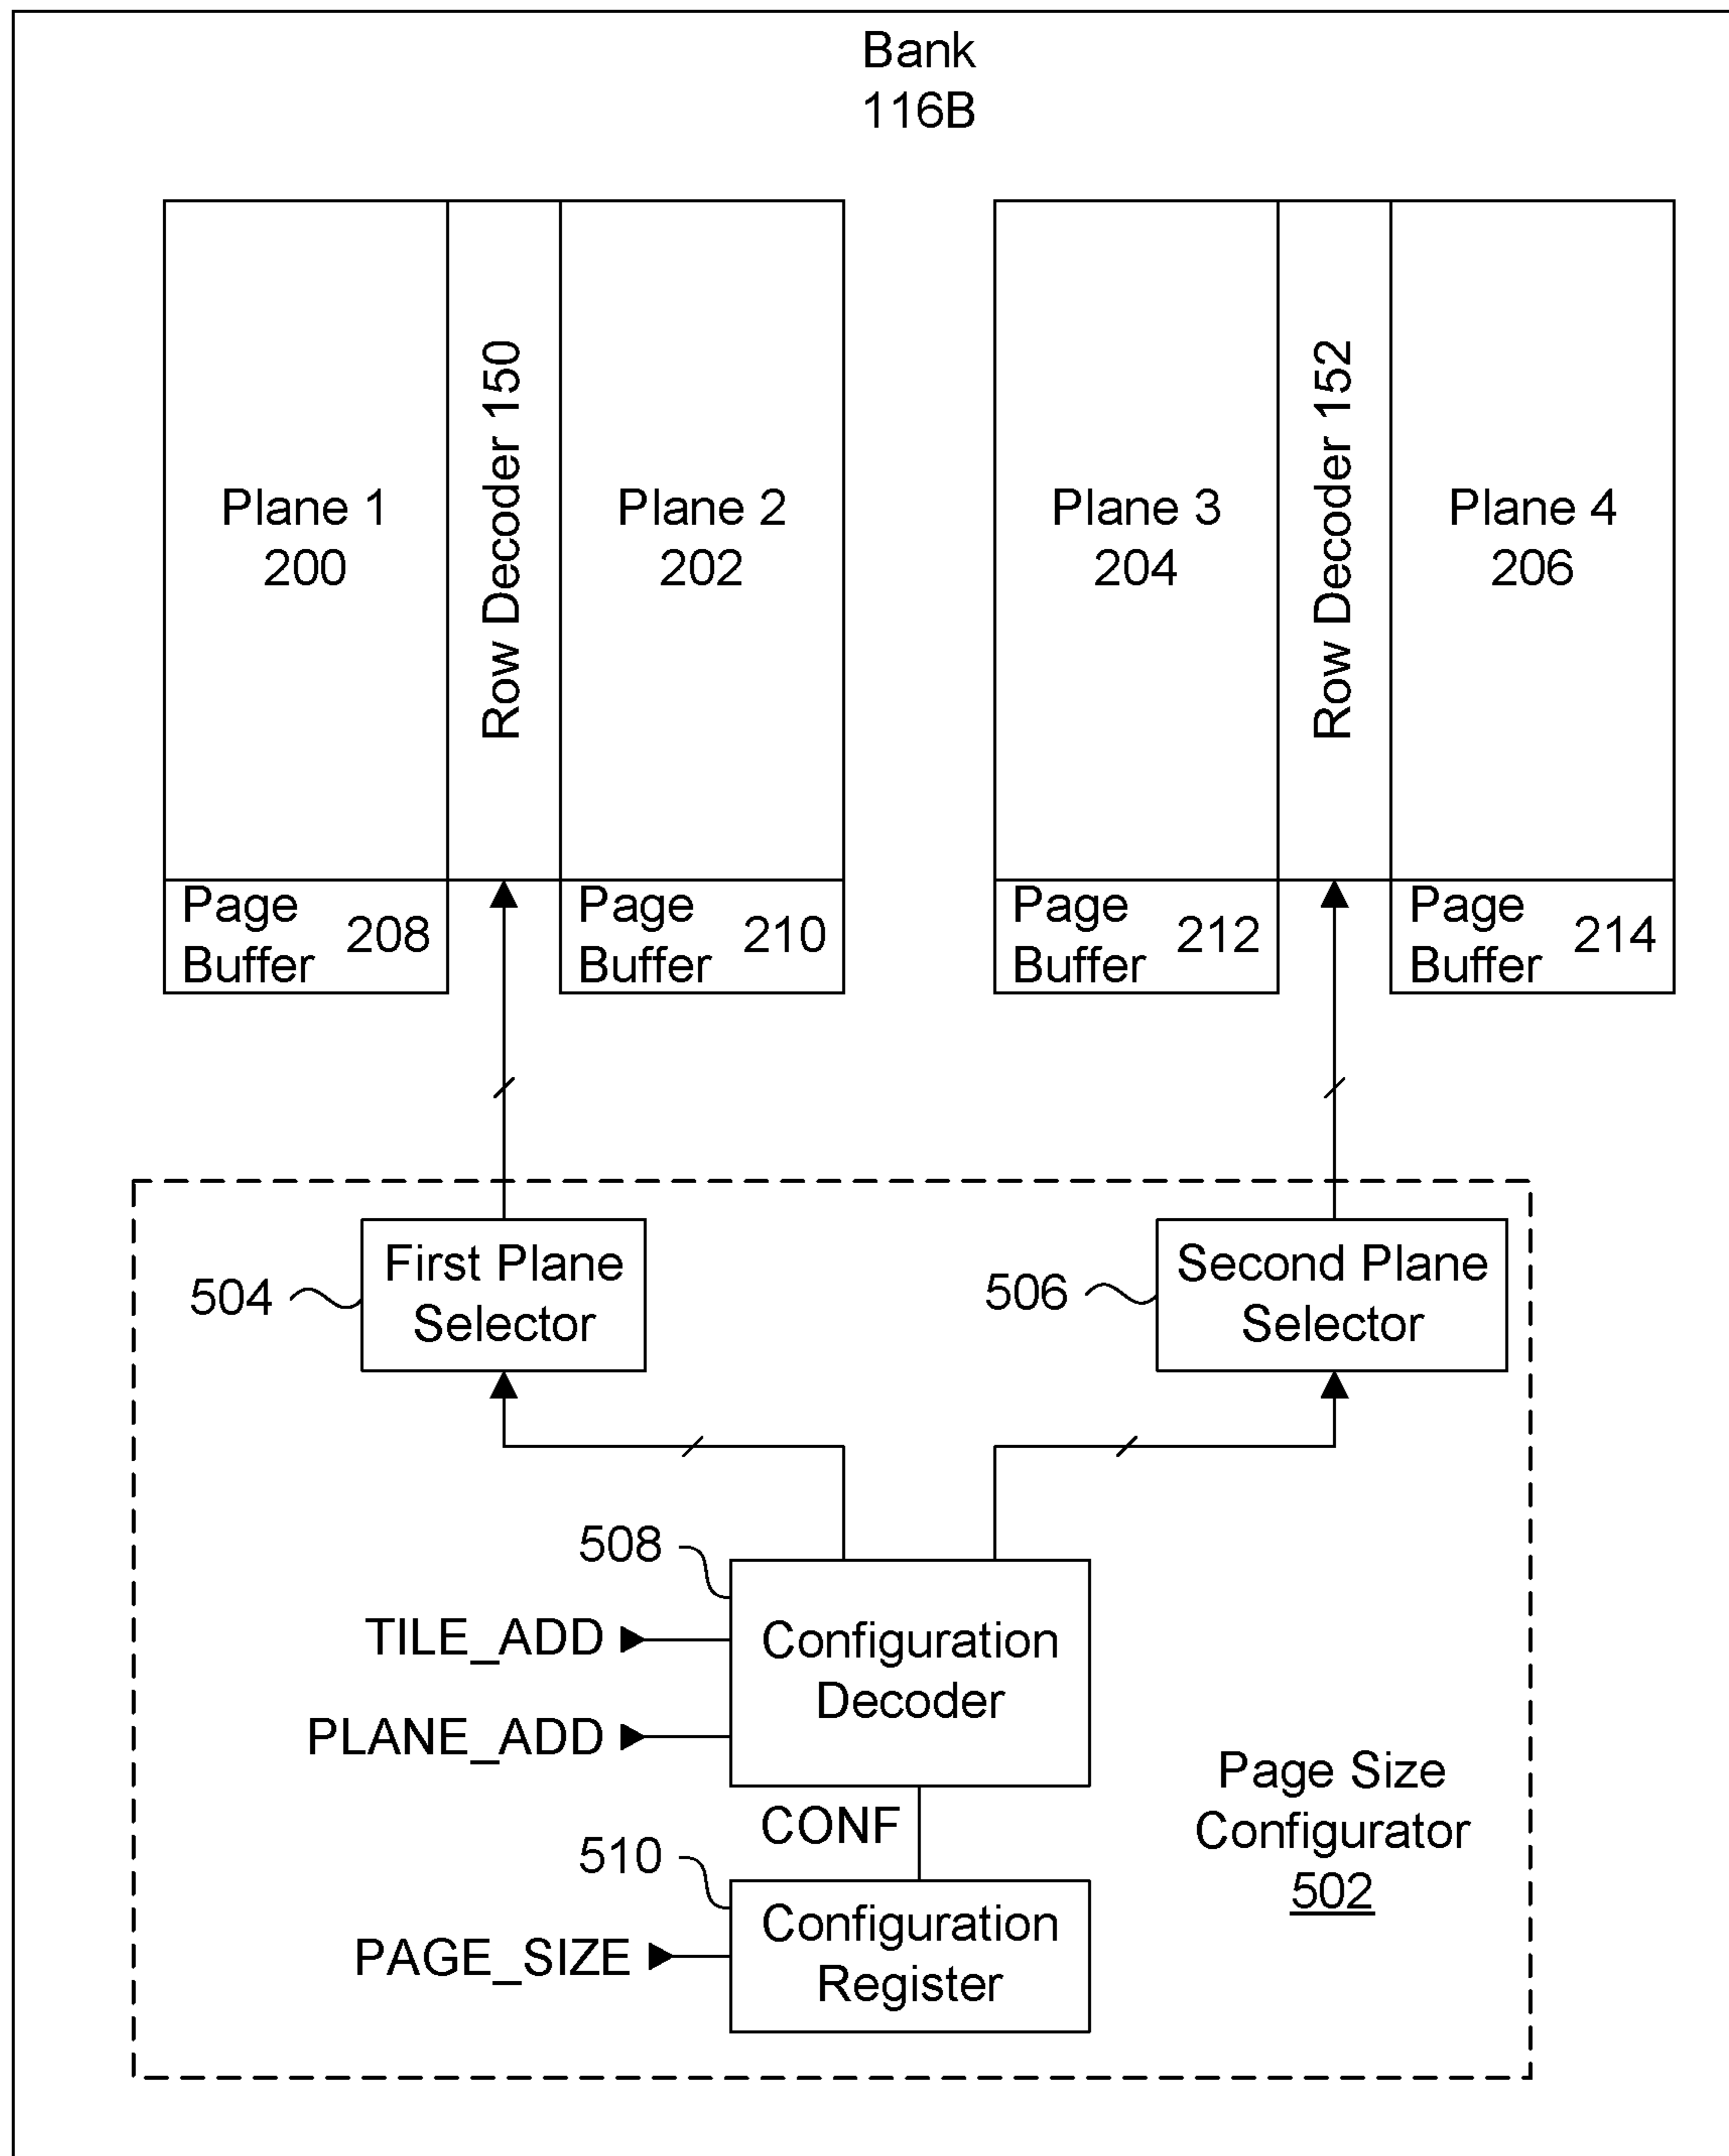 Bank
116B
Plane 1
200
Row Decoder 150
Plane 2
202
Plane 3
204
Row Decoder 152
Plane 4
206
Page
Buffer
208
Page
Buffer
210
Page
Buffer
212
Page
Buffer
214
504
First Plane
Selector
506
Second Plane
Selector
508
TILE_ADD
PLANE_ADD
Configuration
Decoder
CONF
510
PAGE_SIZE
Configuration
Register
Page Size
Configurator
502